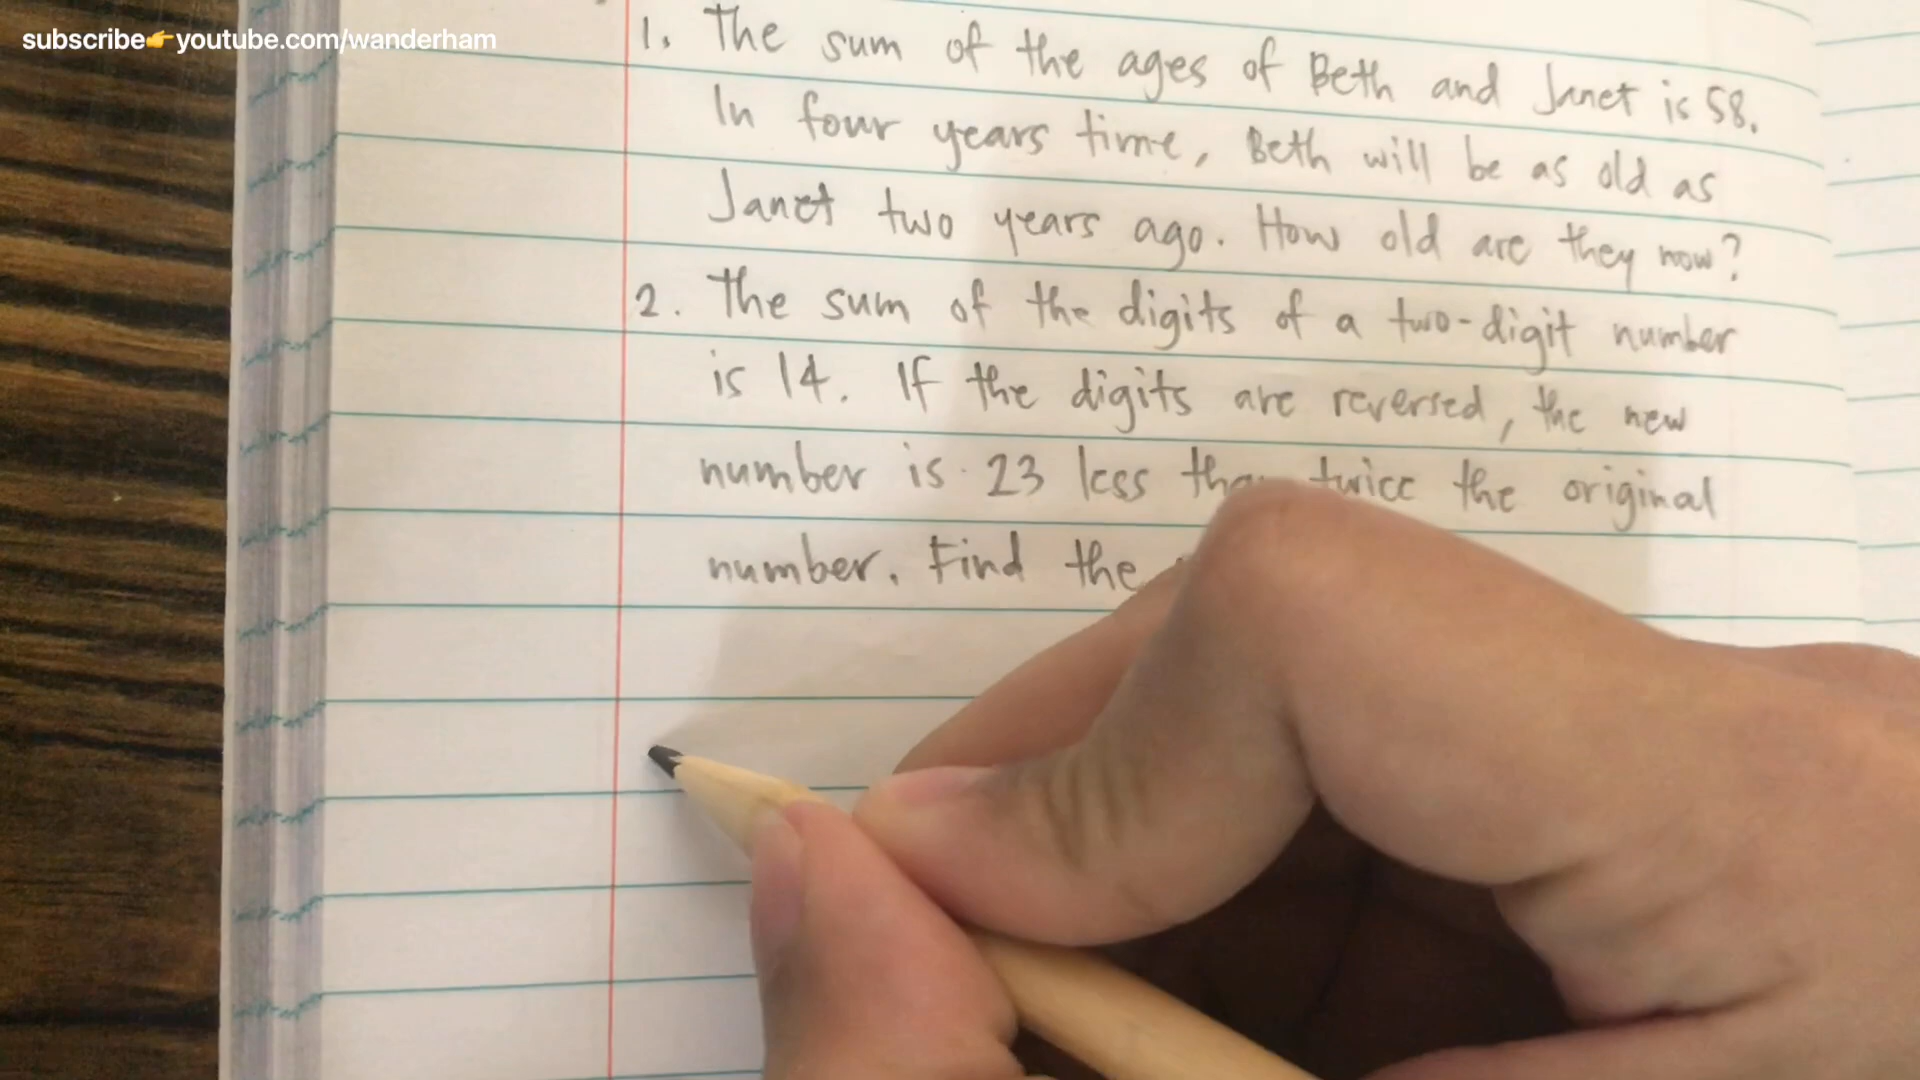 subscribe👉youtube.com/wanderham
1. The sum of the ages of Beth and Janet is 58.
In four years time, Beth will be as old as
Janet two years ago. How old are they now?
2. The sum of the digits of a two-digit number
is 14. If the digits are reversed, the new
number is 23 less than twice the original
number. Find the